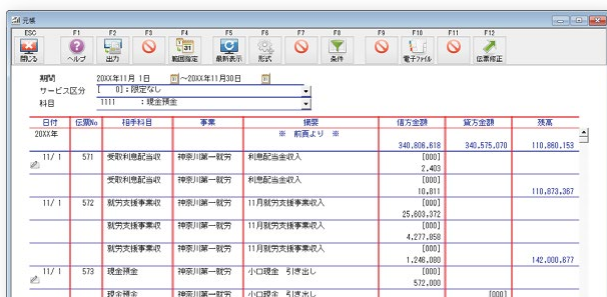 元帳
ESC F1 F2 F3 F4 F5 F6 F7 F8 F9 F10 F11 F12
閉じる ヘルプ 出力 範囲指定 最新表示 形式 条件 電子ファイル 伝票修正
31
期間 20XX年11月 1日 ～20XX年11月30日
サービス区分 [ 0]:限定なし
科目 1111 :現金預金
日付 伝票No 相手科目 事業 摘要 借方金額 貸方金額 残高
20XX年 ※ 前頁より ※
340.806.618 340.575.070 110.860.153
11/ 1 571 受取利息配当収 神奈川第一就労 利息配当金収入 [000]
2.403
受取利息配当収 神奈川第一就労 利息配当金収入 [000]
10.811 110.873.367
11/ 1 572 就労支援事業収 神奈川第一就労 11月就労支援事業収入 [000]
25.603.372
就労支援事業収 神奈川第一就労 11月就労支援事業収入 [000]
4.277.858
就労支援事業収 神奈川第一就労 11月就労支援事業収入 [000]
1.246.080 142.000.677
11/ 1 573 現金預金 神奈川第一就労 小口現金 引き出し [000]
572.000
現金預金 神奈川第一就労 小口現金 引き出し [000]